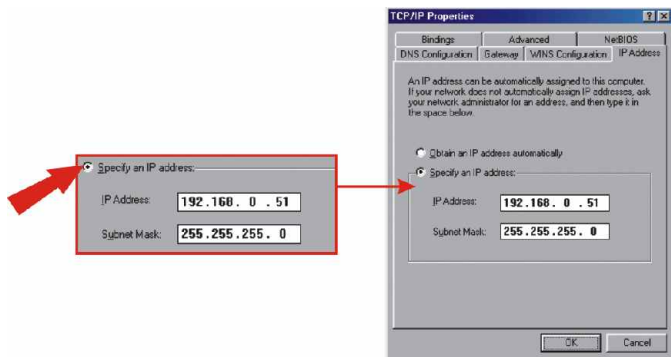 Specify an IP address:
IP Address: 192.168. 0 .51
Subnet Mask: 255.255.255. 0
TCP/IP Properties
Bindings Advanced NetBIOS
DNS Configuration Gateway WINS Configuration IP Address
An IP address can be automatically assigned to this computer.
If your network does not automatically assign IP addresses, ask
your network administrator for an address, and then type it in
the space below.
Obtain an IP address automatically
Specify an IP address:
IP Address: 192.168. 0 .51
Subnet Mask: 255.255.255. 0
OK Cancel